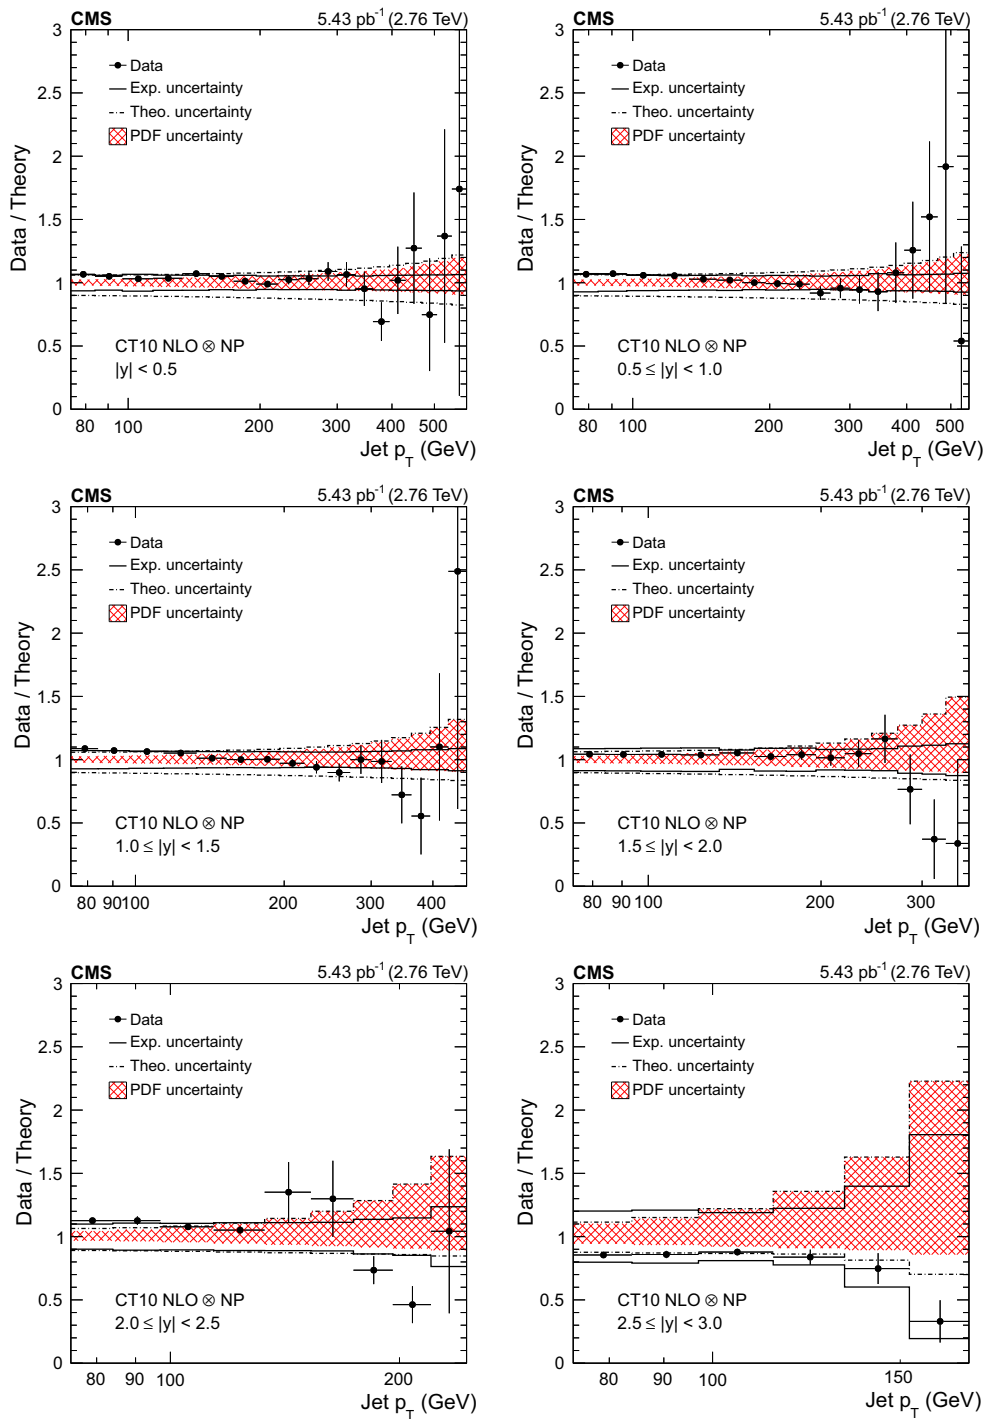 CMS 5.43 pb⁻¹ (2.76 TeV)
Data / Theory
3
2.5
2
1.5
1
0.5
0
Data
Exp. uncertainty
Theo. uncertainty
PDF uncertainty
CT10 NLO ⊗ NP
|y| < 0.5
80 100 200 300 400 500
Jet p_T (GeV)
CMS 5.43 pb⁻¹ (2.76 TeV)
Data / Theory
3
2.5
2
1.5
1
0.5
0
Data
Exp. uncertainty
Theo. uncertainty
PDF uncertainty
CT10 NLO ⊗ NP
0.5 ≤ |y| < 1.0
80 100 200 300 400 500
Jet p_T (GeV)
CMS 5.43 pb⁻¹ (2.76 TeV)
Data / Theory
3
2.5
2
1.5
1
0.5
0
Data
Exp. uncertainty
Theo. uncertainty
PDF uncertainty
CT10 NLO ⊗ NP
1.0 ≤ |y| < 1.5
80 90 100 200 300 400
Jet p_T (GeV)
CMS 5.43 pb⁻¹ (2.76 TeV)
Data / Theory
3
2.5
2
1.5
1
0.5
0
Data
Exp. uncertainty
Theo. uncertainty
PDF uncertainty
CT10 NLO ⊗ NP
1.5 ≤ |y| < 2.0
80 90 100 200 300
Jet p_T (GeV)
CMS 5.43 pb⁻¹ (2.76 TeV)
Data / Theory
3
2.5
2
1.5
1
0.5
0
Data
Exp. uncertainty
Theo. uncertainty
PDF uncertainty
CT10 NLO ⊗ NP
2.0 ≤ |y| < 2.5
80 90 100 200
Jet p_T (GeV)
CMS 5.43 pb⁻¹ (2.76 TeV)
Data / Theory
3
2.5
2
1.5
1
0.5
0
Data
Exp. uncertainty
Theo. uncertainty
PDF uncertainty
CT10 NLO ⊗ NP
2.5 ≤ |y| < 3.0
80 90 100 150
Jet p_T (GeV)